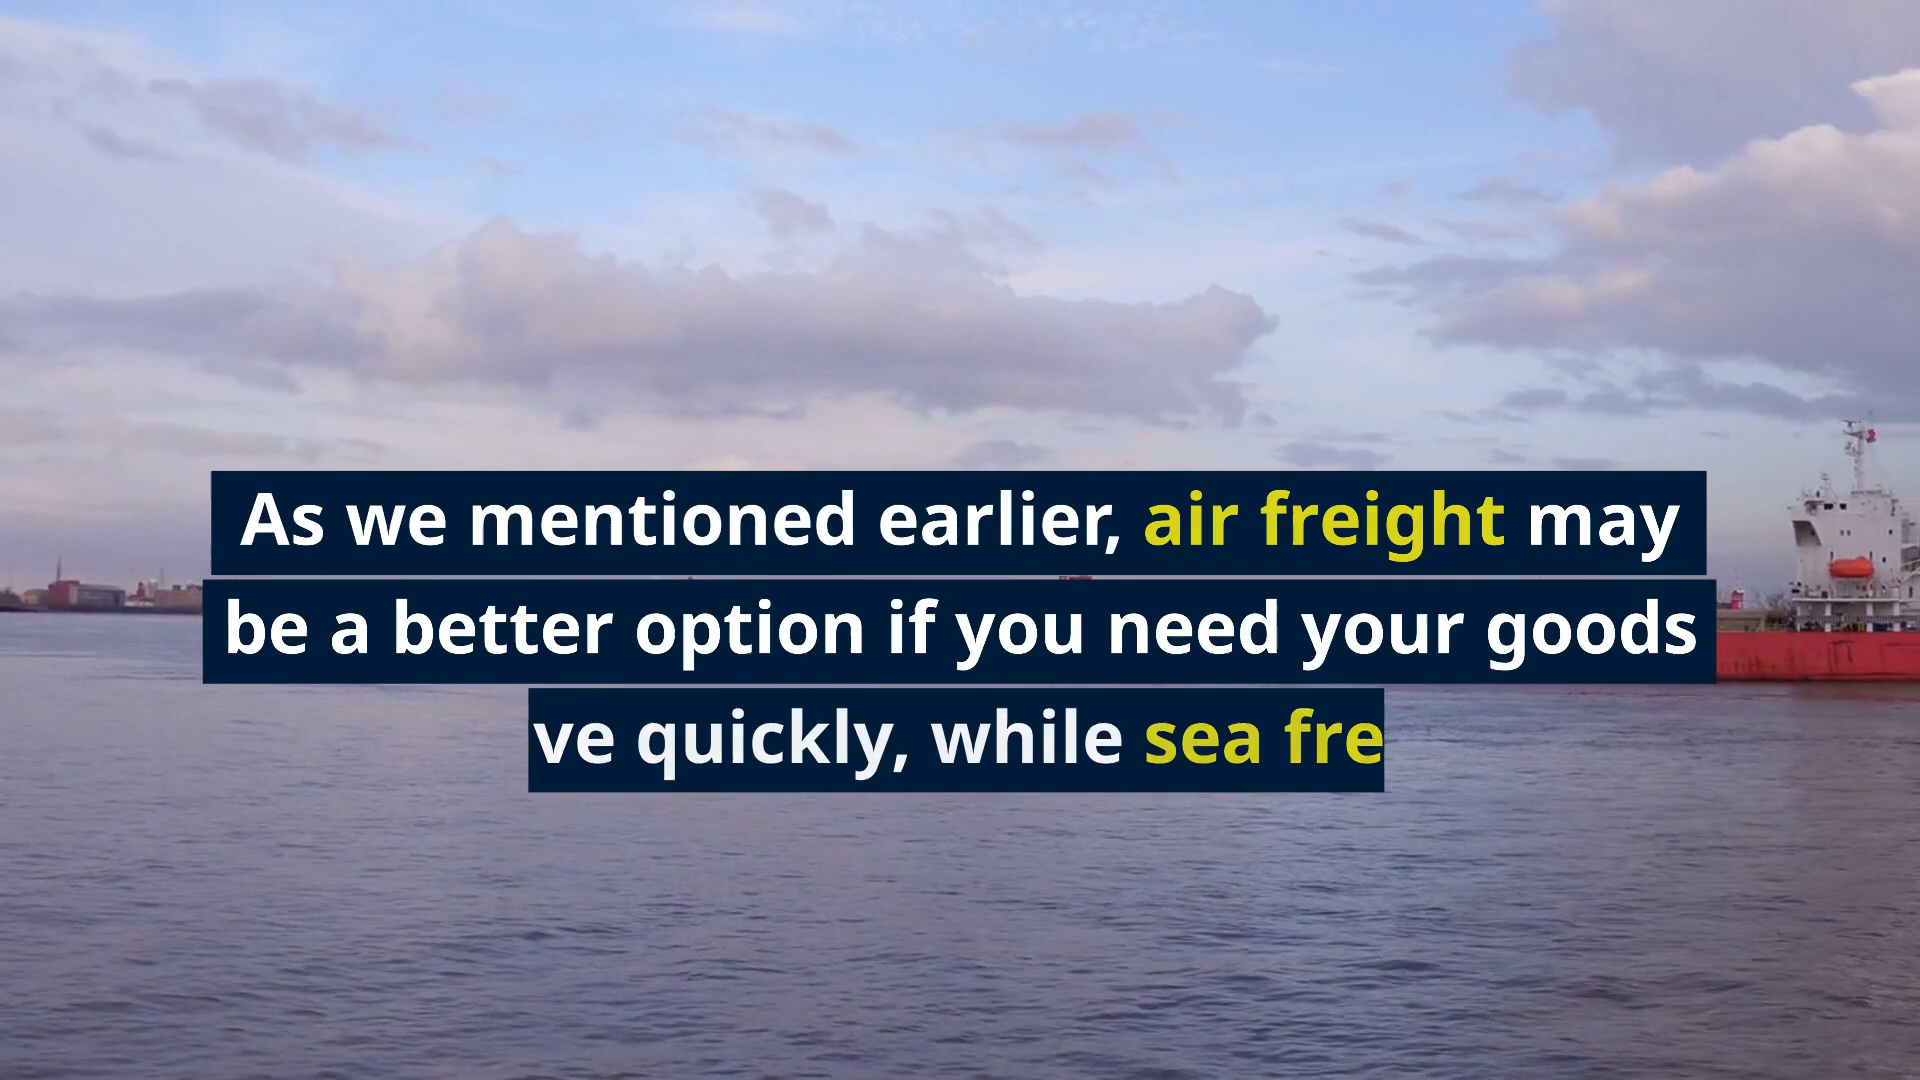 As we mentioned earlier, air freight may
be a better option if you need your goods
ve quickly, while sea fre